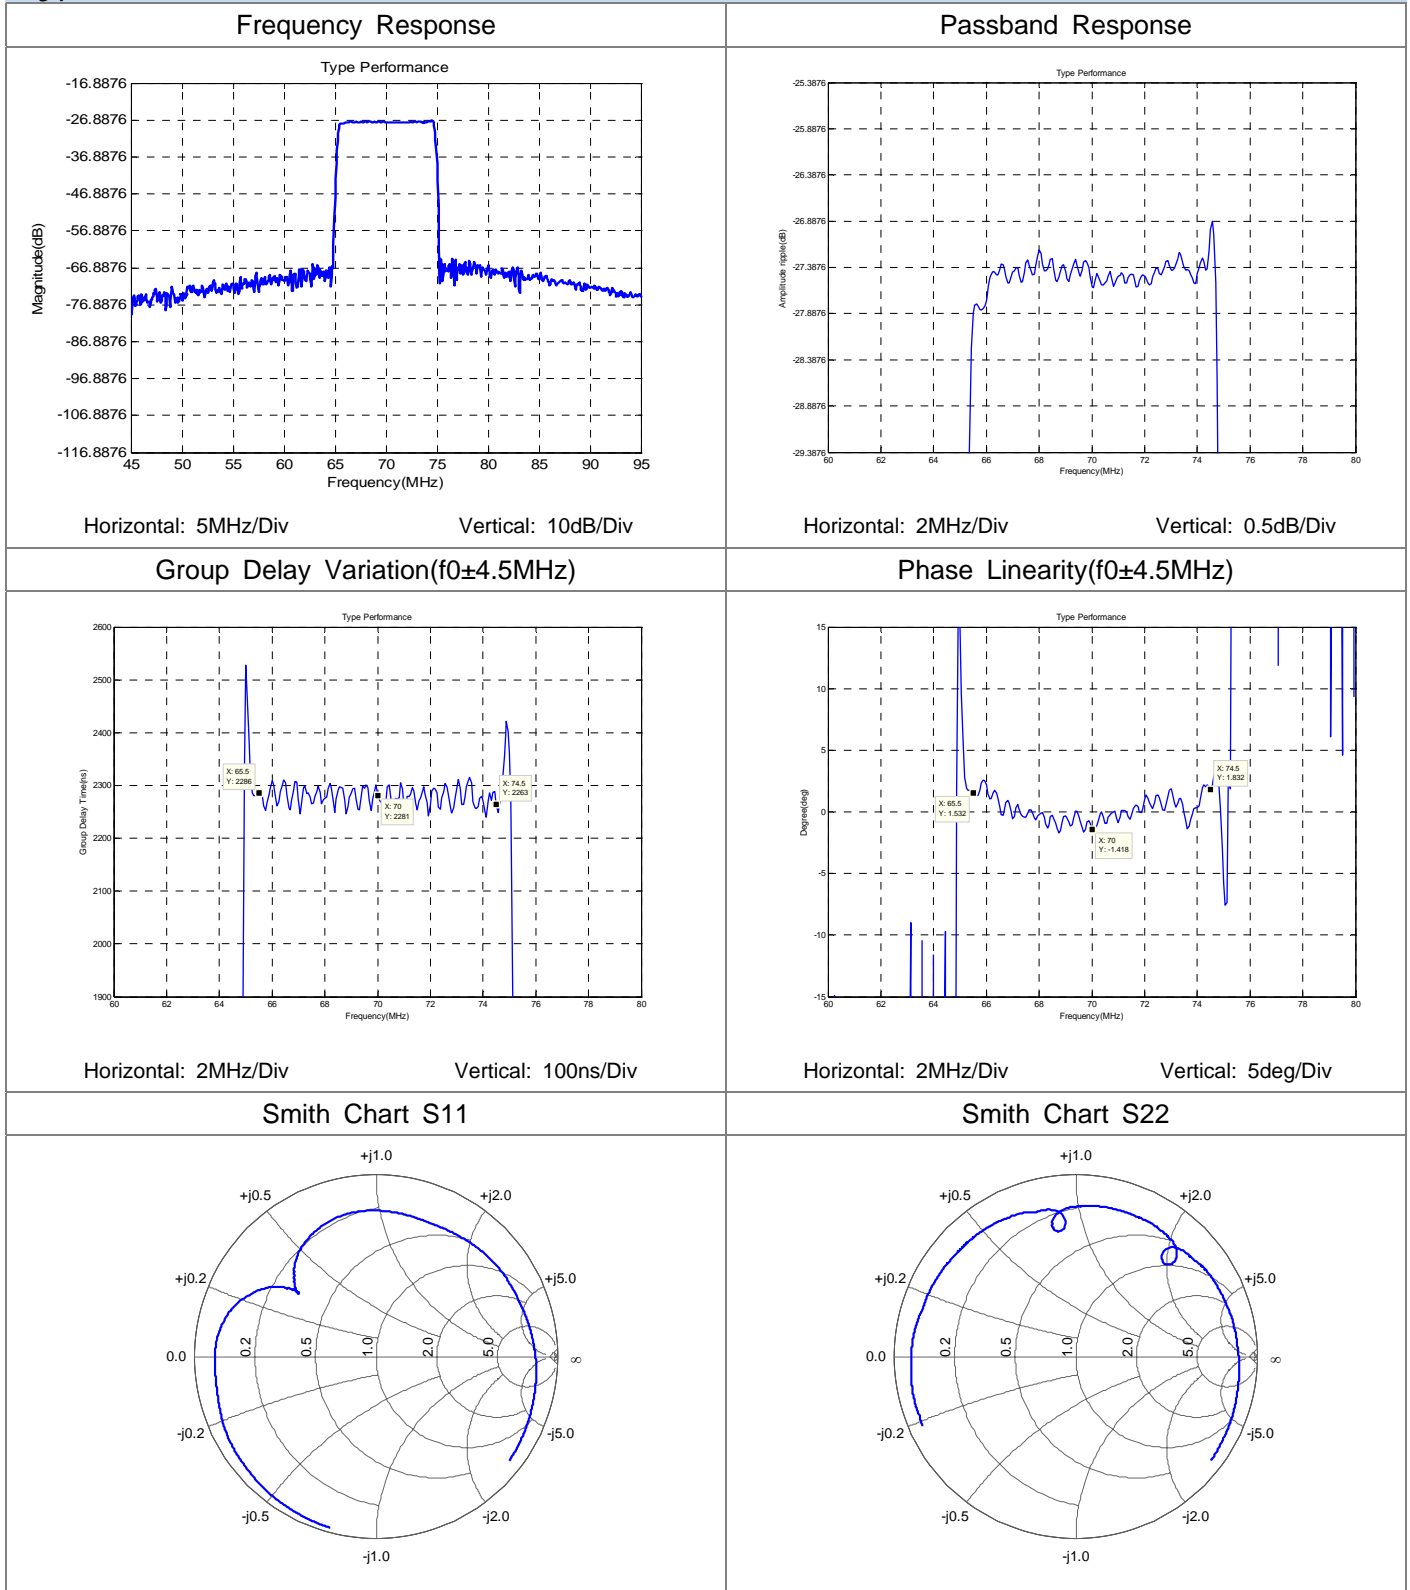 Frequency Response
Passband Response
Type Performance
-16.8876
-26.8876
-36.8876
-46.8876
-56.8876
-66.8876
-76.8876
-86.8876
-96.8876
-106.8876
-116.8876
Magnitude(dB)
45 50 55 60 65 70 75 80 85 90 95
Frequency(MHz)
Horizontal: 5MHz/Div Vertical: 10dB/Div
Type Performance
-25.3876
-25.8876
-26.3876
-26.8876
-27.3876
-27.8876
-28.3876
-28.8876
-29.3876
Amplitude ripple(dB)
60 62 64 66 68 70 72 74 76 78 80
Frequency(MHz)
Horizontal: 2MHz/Div Vertical: 0.5dB/Div
Group Delay Variation(f0±4.5MHz)
Phase Linearity(f0±4.5MHz)
Type Performance
2600
2500
2400
2300
2200
2100
2000
1900
Group Delay Time(ns)
X: 65.5
Y: 2286
X: 70
Y: 2281
X: 74.5
Y: 2263
60 62 64 66 68 70 72 74 76 78 80
Frequency(MHz)
Horizontal: 2MHz/Div Vertical: 100ns/Div
Type Performance
15
10
5
0
-5
-10
-15
Degree(deg)
X: 65.5
Y: 1.532
X: 70
Y: -1.418
X: 74.5
Y: 1.832
60 62 64 66 68 70 72 74 76 78 80
Frequency(MHz)
Horizontal: 2MHz/Div Vertical: 5deg/Div
Smith Chart S11
Smith Chart S22
+j1.0
+j0.5
+j2.0
+j0.2
+j5.0
0.0
0.2
0.5
1.0
2.0
5.0
∞
-j0.2
-j5.0
-j0.5
-j2.0
-j1.0
+j1.0
+j0.5
+j2.0
+j0.2
+j5.0
0.0
0.2
0.5
1.0
2.0
5.0
∞
-j0.2
-j5.0
-j0.5
-j2.0
-j1.0